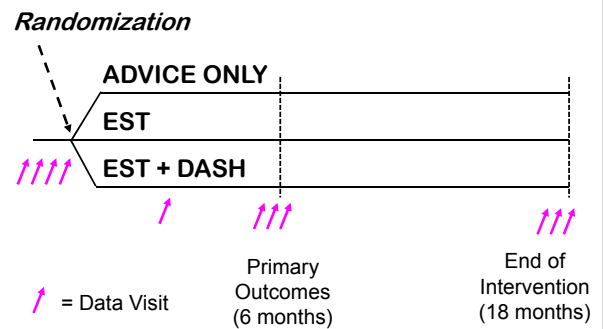 Randomization
ADVICE ONLY
EST
EST + DASH
Primary
Outcomes
(6 months)
End of
Intervention
(18 months)
= Data Visit